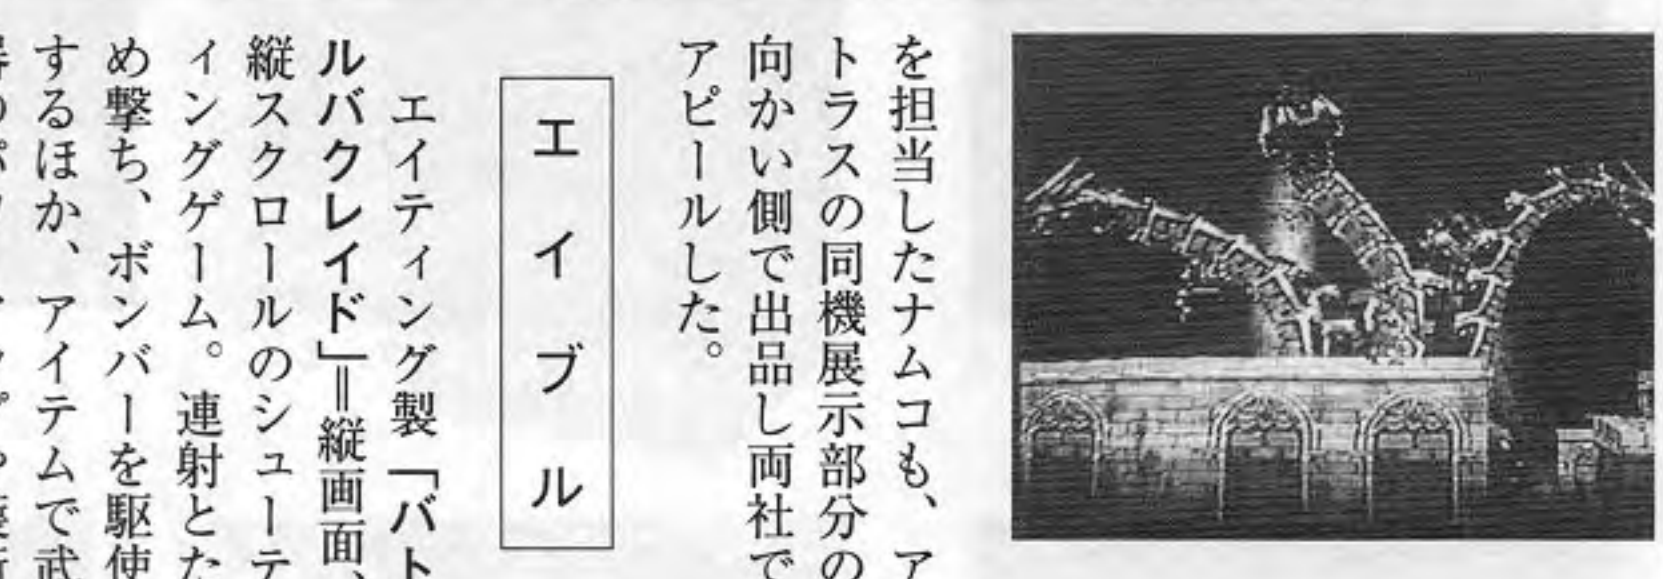 を担当したナムコも、ア
トラスの同機展示部分の
向かい側で出品し両社で
アピールした。
エイブル
エイティング製「バト
ルバクレイド」＝縦画面、
縦スクロールのシューテ
ィングゲーム。連射とた
め撃ち、ボンバーを駆使
するほか、アイテムで武